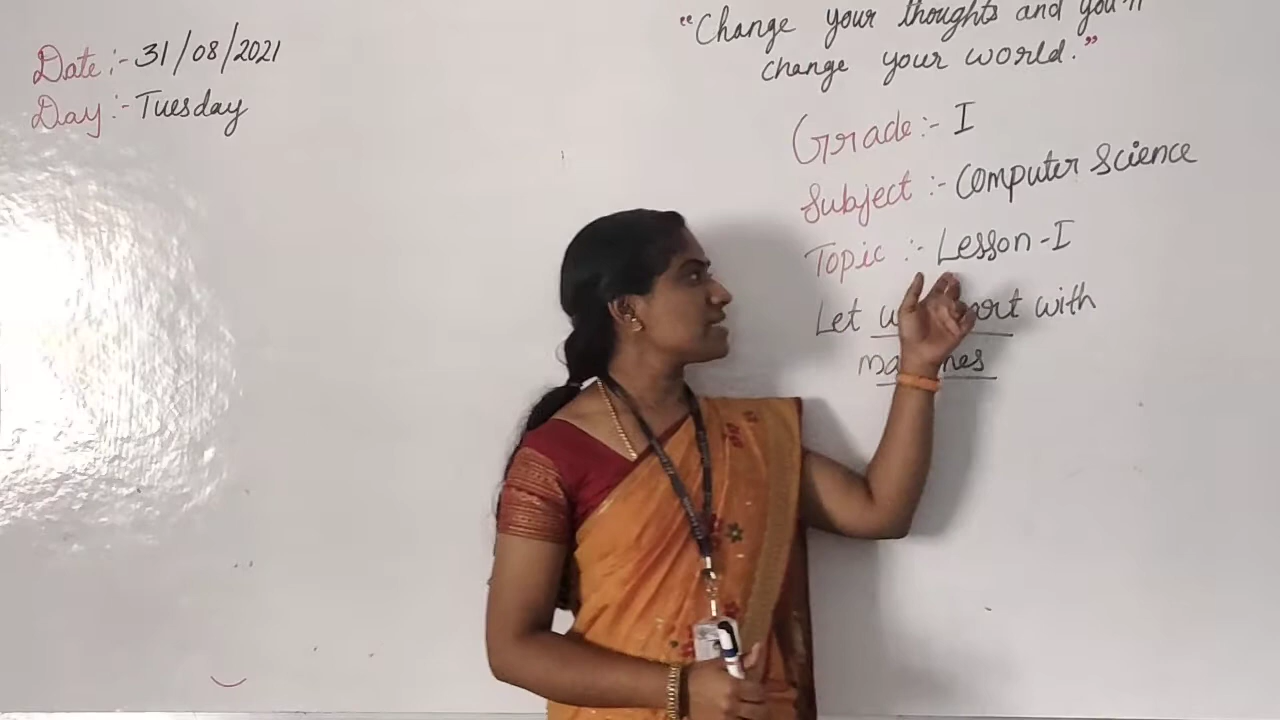 Date :- 31/08/2021
Day :- Tuesday
"Change your thoughts and you'll
change your world."
Grade :- I
Subject :- Computer Science
Topic :- Lesson - I
Let with